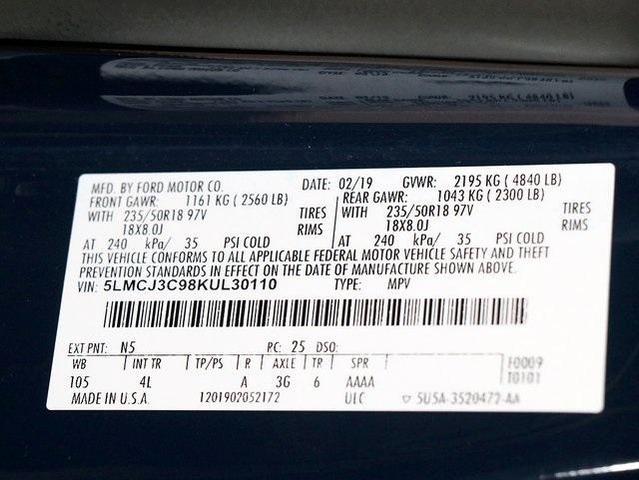 MFD. BY FORD MOTOR CO. DATE: 02/19 GVWR: 2195 KG ( 4840 LB)
FRONT GAWR: 1161 KG ( 2560 LB) REAR GAWR: 1043 KG ( 2300 LB)
WITH 235/50R18 97V TIRES WITH 235/50R18 97V TIRES
18X8.0J RIMS 18X8.0J RIMS
AT 240 kPa/ 35 PSI COLD AT 240 kPa/ 35 PSI COLD
THIS VEHICLE CONFORMS TO ALL APPLICABLE FEDERAL MOTOR VEHICLE SAFETY AND THEFT
PREVENTION STANDARDS IN EFFECT ON THE DATE OF MANUFACTURE SHOWN ABOVE.
VIN: 5LMCJ3C98KUL30110 TYPE: MPV
EXT PNT: N5 RC: 25 DSO:
WB INT TR TP/PS R AXLE TR SPR F0009
105 4L A 3G 6 AAAA T0101
MADE IN U.S.A. 1201902052172 ULC 5U5A-3520472-AA